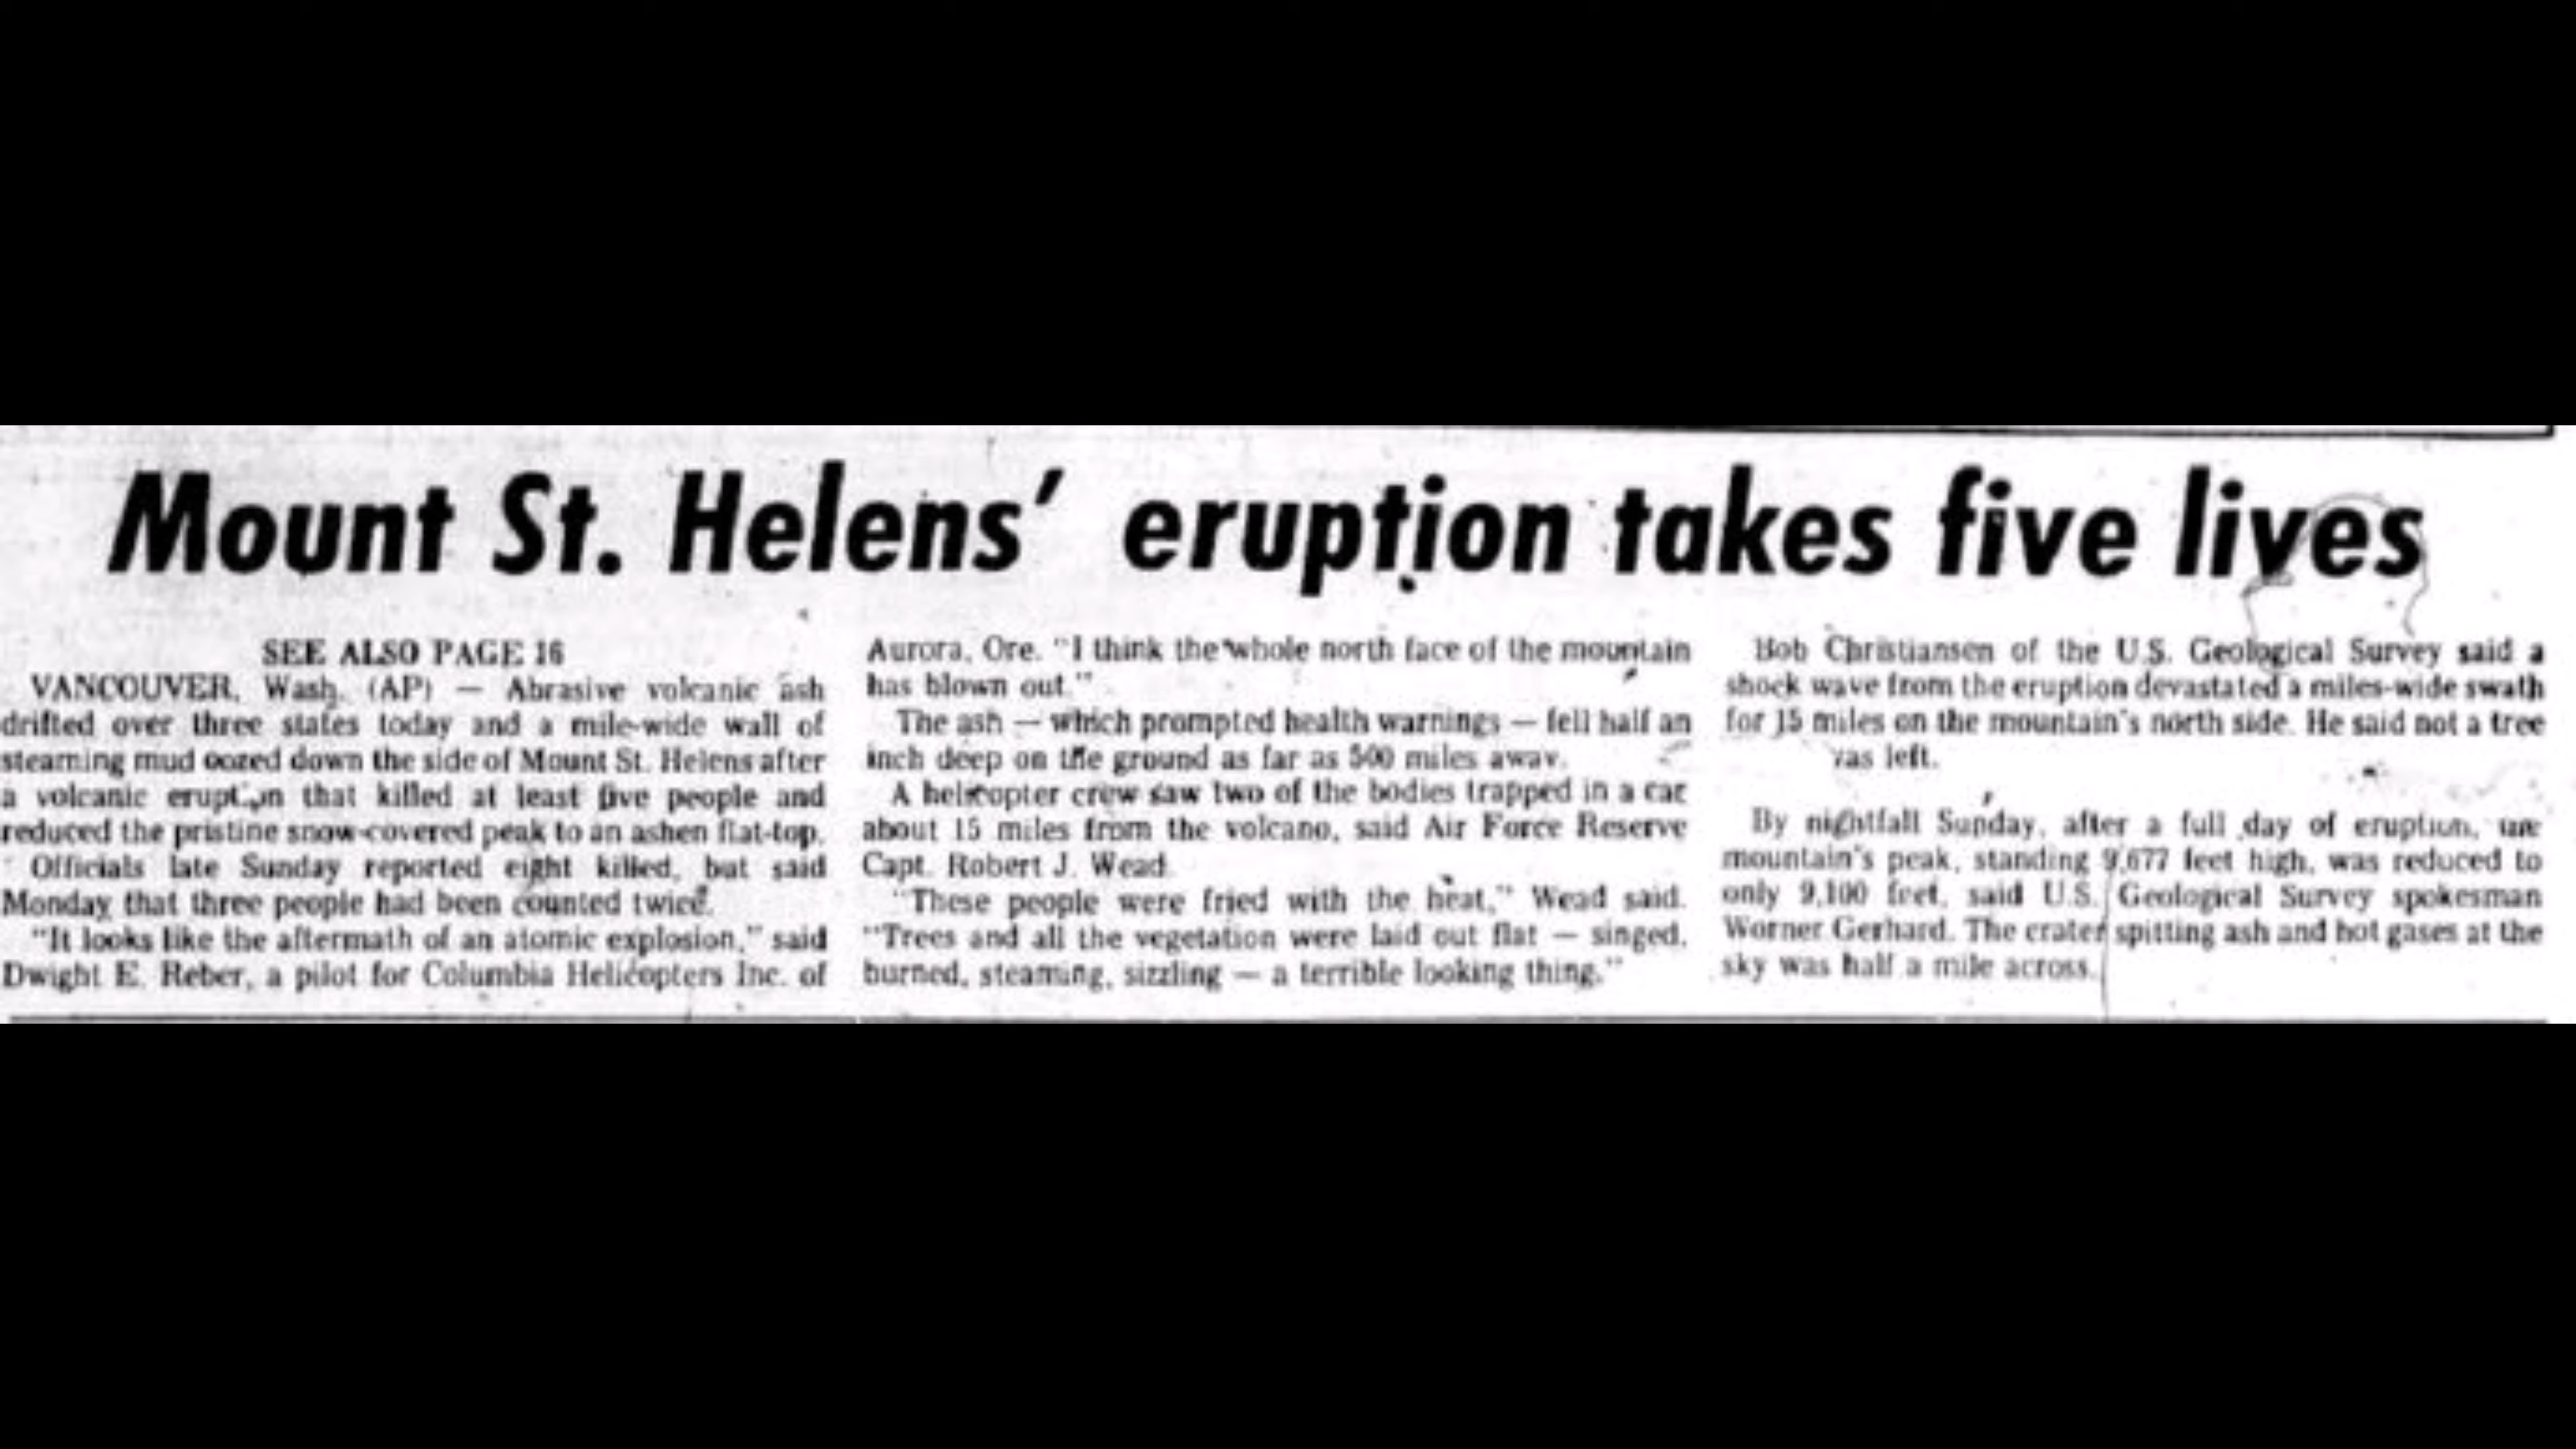 Mount St. Helens' eruption takes five lives
SEE ALSO PAGE 16
VANCOUVER, Wash. (AP) — Abrasive volcanic ash
drifted over three states today and a mile-wide wall of
steaming mud oozed down the side of Mount St. Helens after
a volcanic eruption that killed at least five people and
reduced the pristine snow-covered peak to an ashen flat-top.
Officials late Sunday reported eight killed, but said
Monday that three people had been counted twice.
"It looks like the aftermath of an atomic explosion," said
Dwight E. Reber, a pilot for Columbia Helicopters Inc. of
Aurora, Ore. "I think the whole north face of the mountain
has blown out."
The ash — which prompted health warnings — fell half an
inch deep on the ground as far as 500 miles away.
A helicopter crew saw two of the bodies trapped in a car
about 15 miles from the volcano, said Air Force Reserve
Capt. Robert J. Wead.
"These people were fried with the heat," Wead said.
"Trees and all the vegetation were laid out flat — singed,
burned, steaming, sizzling — a terrible looking thing."
Bob Christiansen of the U.S. Geological Survey said a
shock wave from the eruption devastated a miles-wide swath
for 15 miles on the mountain's north side. He said not a tree
was left.
By nightfall Sunday, after a full day of eruption, the
mountain's peak, standing 9,677 feet high, was reduced to
only 9,100 feet, said U.S. Geological Survey spokesman
Worner Gerhard. The crater spitting ash and hot gases at the
sky was half a mile across.